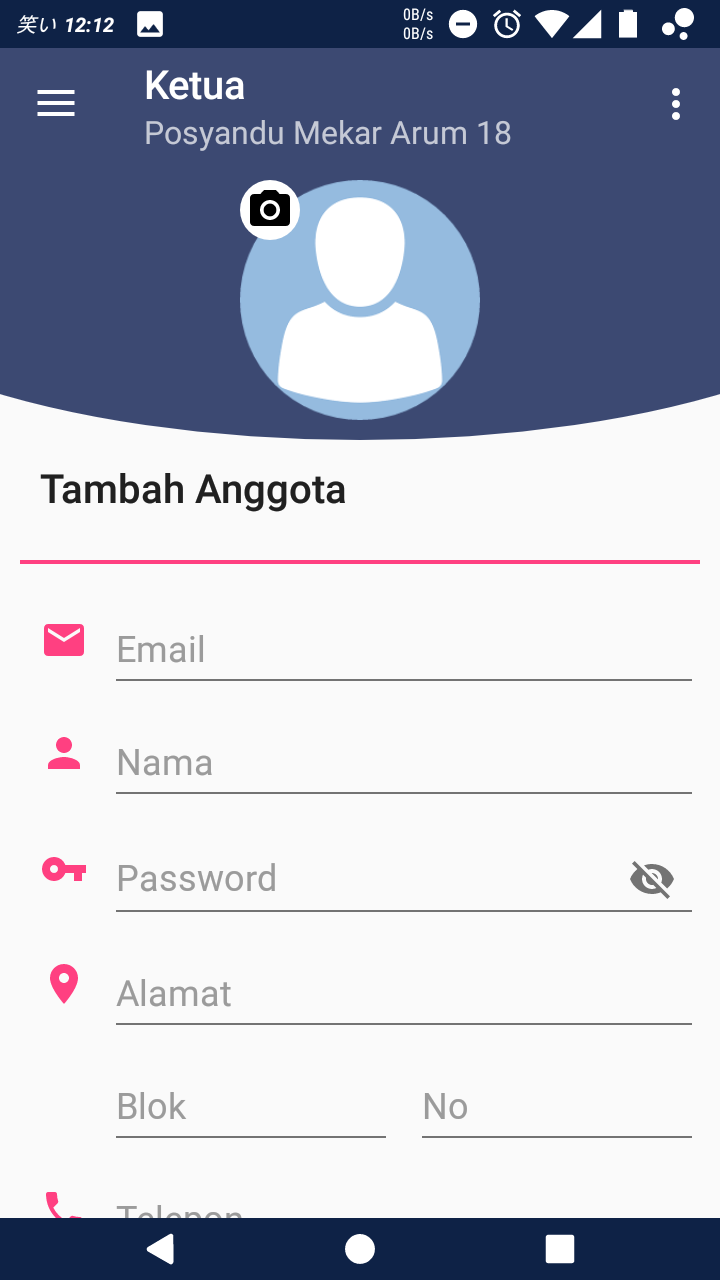 笑い 12:12
0B/s
0B/s
Ketua
Posyandu Mekar Arum 18
Tambah Anggota
Email
Nama
Password
Alamat
Blok No
Telepon